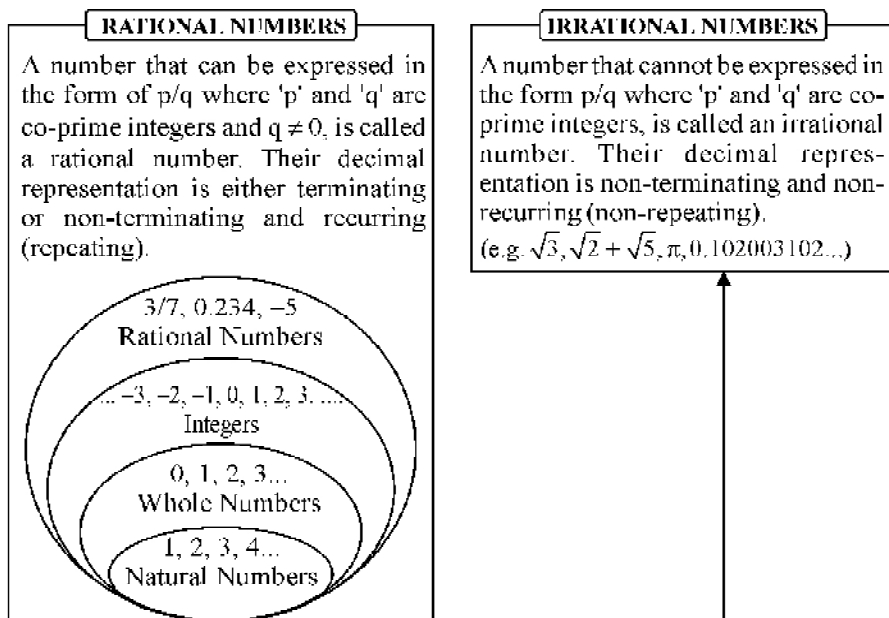 RATIONAL NUMBERS
A number that can be expressed in
the form of p/q where 'p' and 'q' are
co-prime integers and q ≠ 0, is called
a rational number. Their decimal
representation is either terminating
or non-terminating and recurring
(repeating).
3/7, 0.234, –5
Rational Numbers
... –3, –2, –1, 0, 1, 2, 3. ....
Integers
0, 1, 2, 3...
Whole Numbers
1, 2, 3, 4...
Natural Numbers
IRRATIONAL NUMBERS
A number that cannot be expressed in
the form p/q where 'p' and 'q' are co-
prime integers, is called an irrational
number. Their decimal repres-
entation is non-terminating and non-
recurring (non-repeating).
(e.g. √3, √2 + √5, π, 0.102003102...)